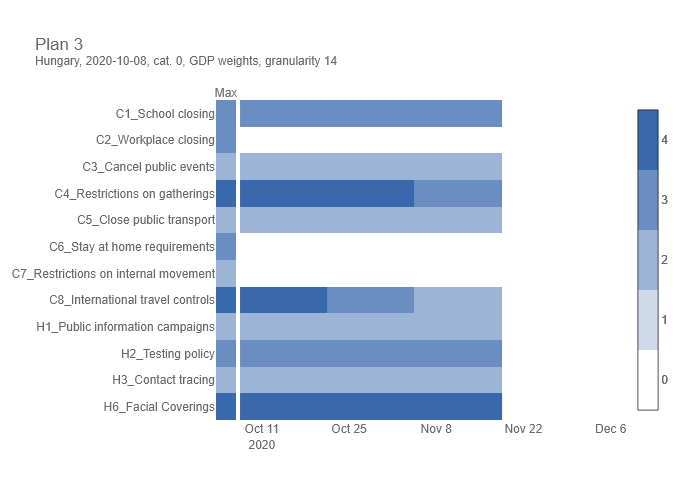 Plan 3
Hungary, 2020-10-08, cat. 0, GDP weights, granularity 14
Max
C1_School closing
C2_Workplace closing
C3_Cancel public events
C4_Restrictions on gatherings
C5_Close public transport
C6_Stay at home requirements
C7_Restrictions on internal movement
C8_International travel controls
H1_Public information campaigns
H2_Testing policy
H3_Contact tracing
H6_Facial Coverings
Oct 11 Oct 25 Nov 8 Nov 22 Dec 6
2020
4
3
2
1
0